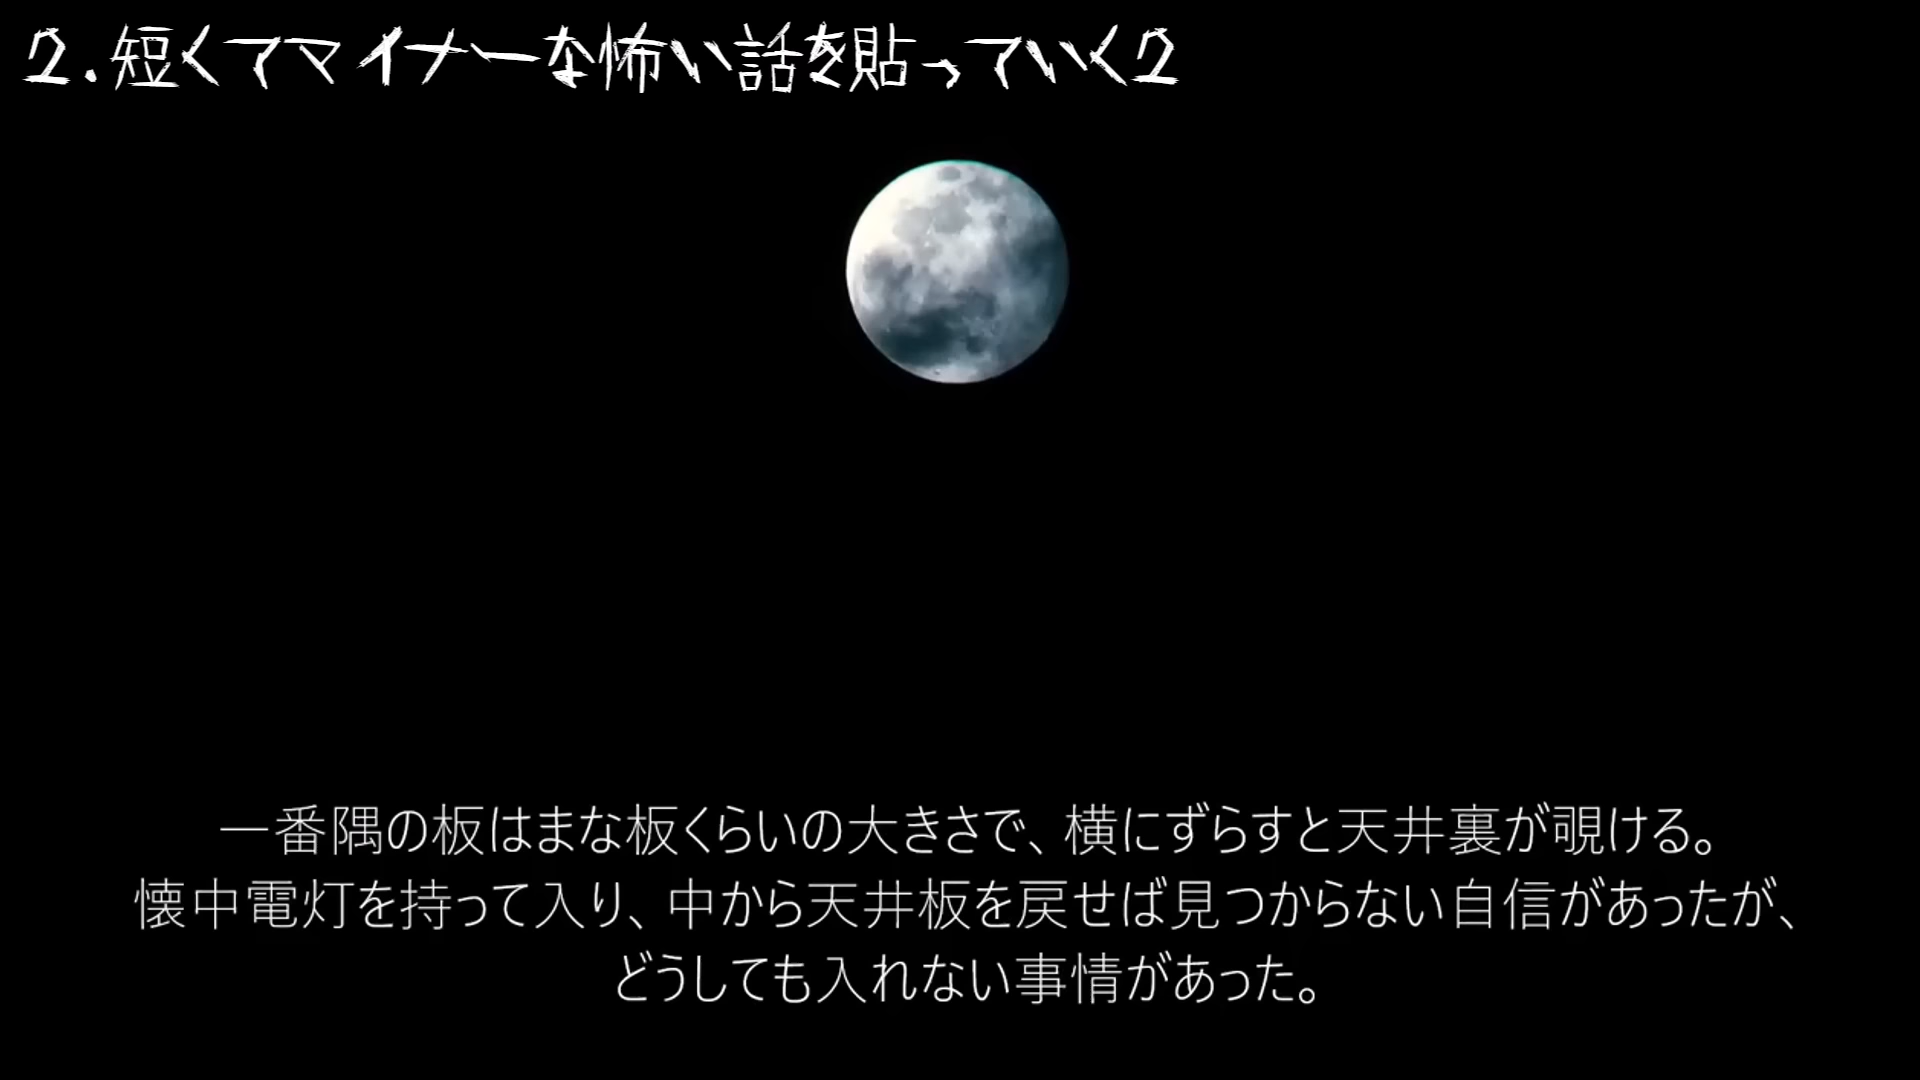 2.短くてマイナーな怖い話を貼っていく2
一番隅の板はまな板くらいの大きさで、横にずらすと天井裏が覗ける。
懐中電灯を持って入り、中から天井板を戻せば見つからない自信があったが、
どうしても入れない事情があった。